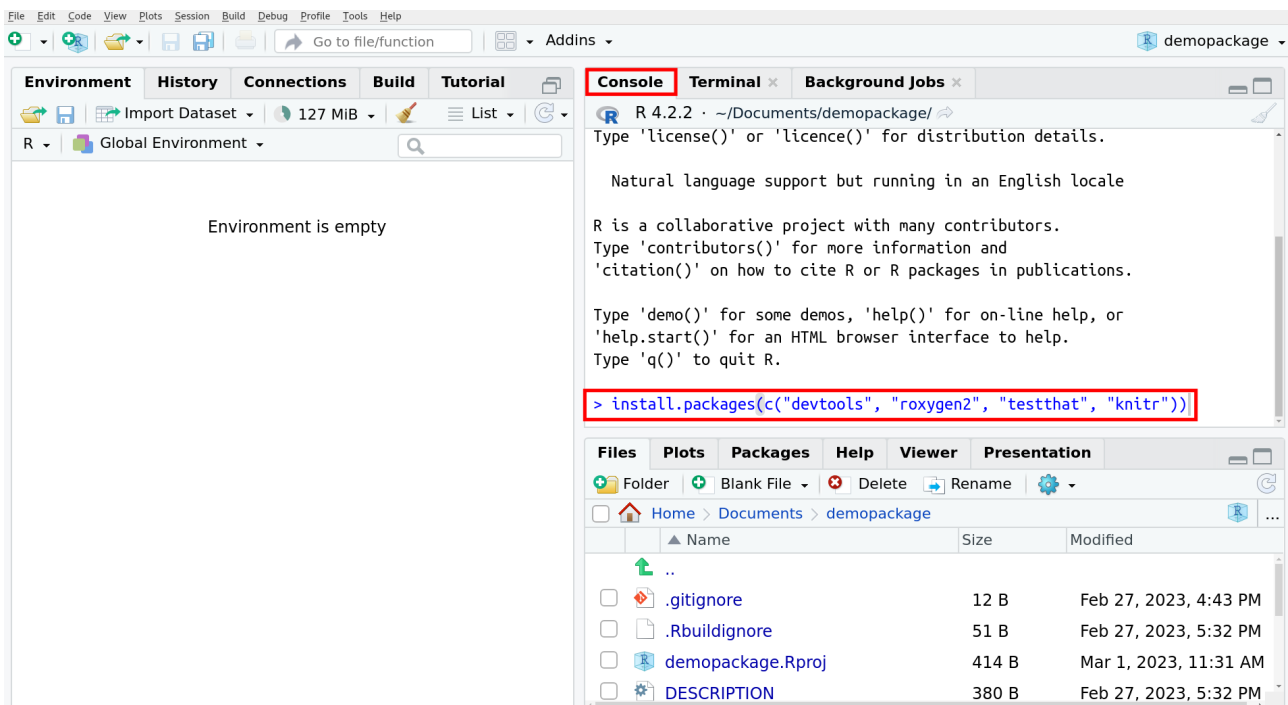 File Edit Code View Plots Session Build Debug Profile Tools Help
Go to file/function Addins demopackage
Environment History Connections Build Tutorial
Import Dataset 127 MiB List
R Global Environment
Environment is empty
Console Terminal Background Jobs
R 4.2.2 · ~/Documents/demopackage/
Type 'license()' or 'licence()' for distribution details.
Natural language support but running in an English locale
R is a collaborative project with many contributors.
Type 'contributors()' for more information and
'citation()' on how to cite R or R packages in publications.
Type 'demo()' for some demos, 'help()' for on-line help, or
'help.start()' for an HTML browser interface to help.
Type 'q()' to quit R.
> install.packages(c("devtools", "roxygen2", "testthat", "knitr"))
Files Plots Packages Help Viewer Presentation
Folder Blank File Delete Rename
Home > Documents > demopackage ...
Name Size Modified
..
.gitignore 12 B Feb 27, 2023, 4:43 PM
.Rbuildignore 51 B Feb 27, 2023, 5:32 PM
demopackage.Rproj 414 B Mar 1, 2023, 11:31 AM
DESCRIPTION 380 B Feb 27, 2023, 5:32 PM